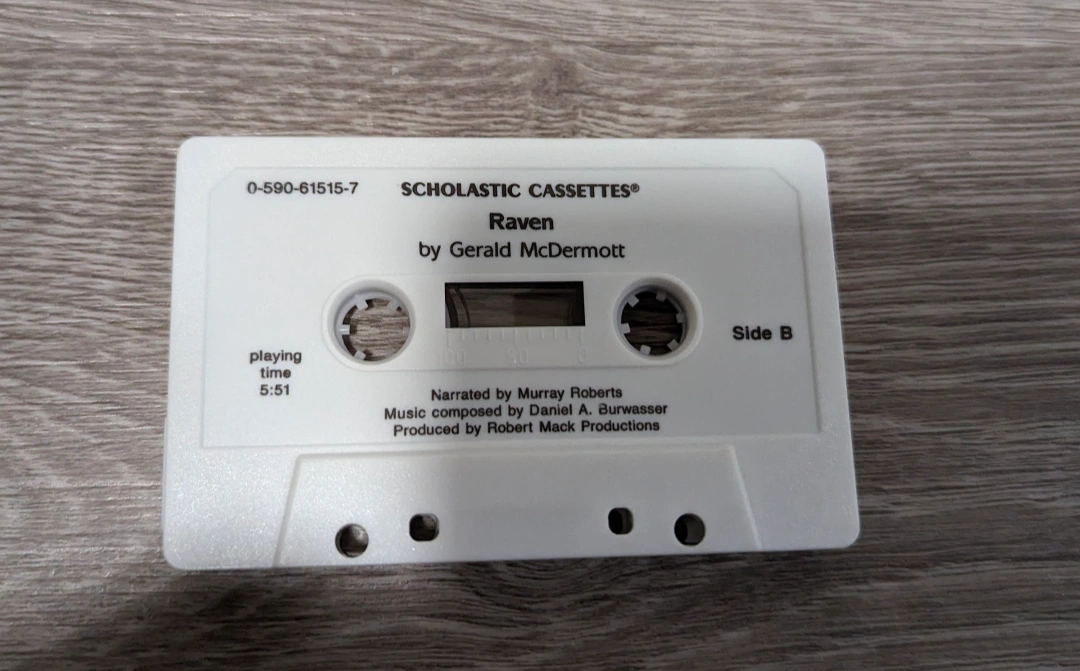 0-590-61515-7
SCHOLASTIC CASSETTES®
Raven
by Gerald McDermott
Side B
playing
time
5:51
Narrated by Murray Roberts
Music composed by Daniel A. Burwasser
Produced by Robert Mack Productions